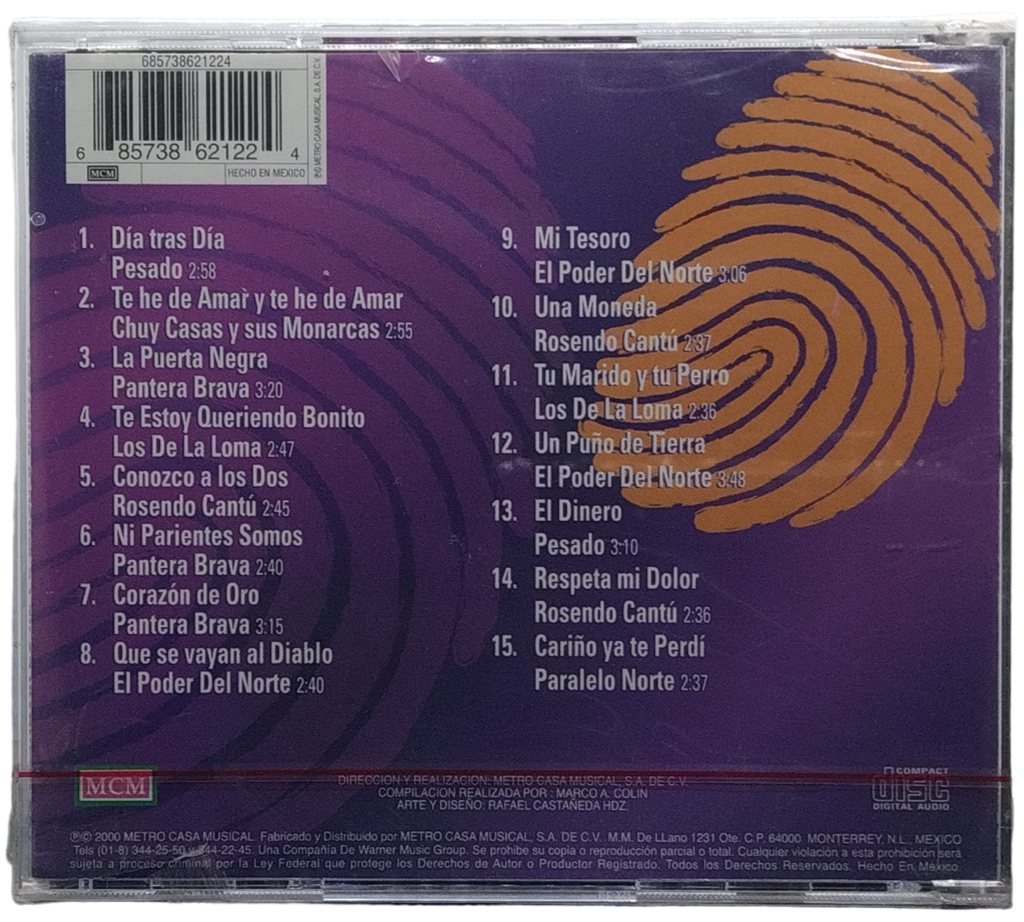 685738621224
6 85738 62122 4
MCM
HECHO EN MEXICO
℗© METRO CASA MUSICAL, S.A. DE C.V.
1. Día tras Día
Pesado 2:58
2. Te he de Amar y te he de Amar
Chuy Casas y sus Monarcas 2:55
3. La Puerta Negra
Pantera Brava 3:20
4. Te Estoy Queriendo Bonito
Los De La Loma 2:47
5. Conozco a los Dos
Rosendo Cantú 2:45
6. Ni Parientes Somos
Pantera Brava 2:40
7. Corazón de Oro
Pantera Brava 3:15
8. Que se vayan al Diablo
El Poder Del Norte 2:40
9. Mi Tesoro
El Poder Del Norte 3:06
10. Una Moneda
Rosendo Cantú 2:37
11. Tu Marido y tu Perro
Los De La Loma 2:36
12. Un Puño de Tierra
El Poder Del Norte 3:48
13. El Dinero
Pesado 3:10
14. Respeta mi Dolor
Rosendo Cantú 2:36
15. Cariño ya te Perdí
Paralelo Norte 2:37
MCM
DIRECCION Y REALIZACION: METRO CASA MUSICAL, S.A. DE C.V.
COMPILACION REALIZADA POR : MARCO A. COLIN
ARTE Y DISEÑO: RAFAEL CASTAÑEDA HDZ.
COMPACT
DISC
DIGITAL AUDIO
℗© 2000 METRO CASA MUSICAL. Fabricado y Distribuido por METRO CASA MUSICAL, S.A. DE C.V. M.M. De LLano 1231 Ote. C.P. 64000 MONTERREY, N.L., MEXICO
Tels (01-8) 344-25-50 y 344-22-45. Una Compañía De Warner Music Group. Se prohibe su copia o reproducción parcial o total. Cualquier violación a esta prohibición será
sujeta a proceso criminal por la Ley Federal que protege los Derechos de Autor o Productor Registrado. Todos los Derechos Reservados. Hecho En Mexico.